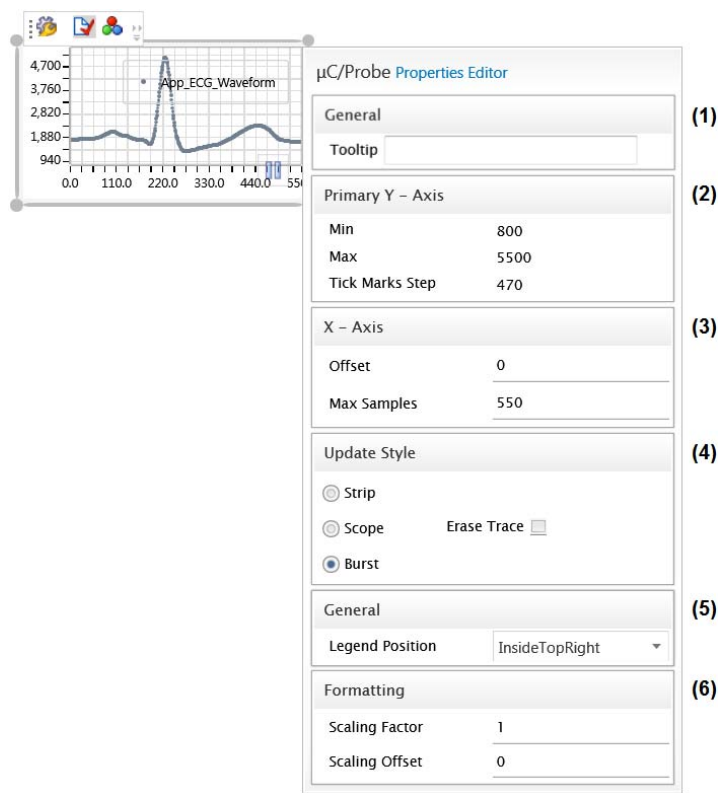 4,700
3,760
2,820
1,880
940
App_ECG_Waveform
0.0 110.0 220.0 330.0 440.0 55
µC/Probe Properties Editor
General (1)
Tooltip
Primary Y – Axis (2)
Min 800
Max 5500
Tick Marks Step 470
X – Axis (3)
Offset 0
Max Samples 550
Update Style (4)
Strip
Scope Erase Trace
Burst
General (5)
Legend Position InsideTopRight
Formatting (6)
Scaling Factor 1
Scaling Offset 0